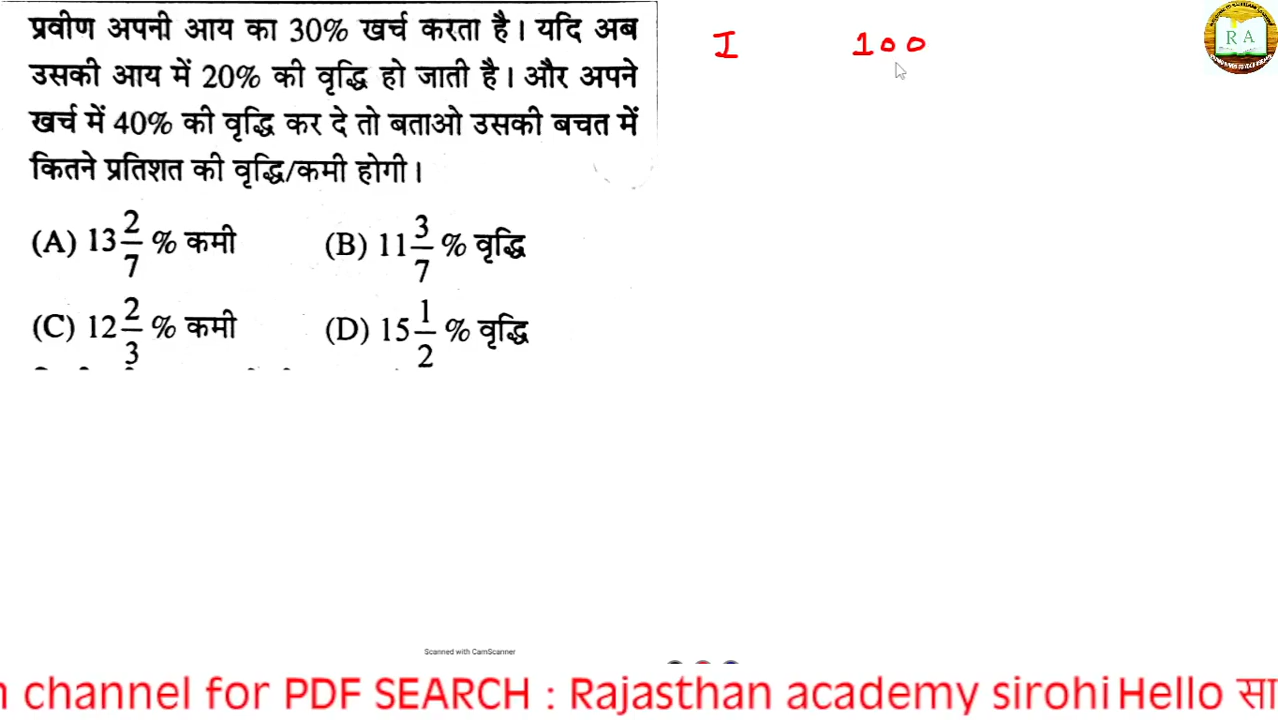 प्रवीण अपनी आय का 30% खर्च करता है। यदि अब
उसकी आय में 20% की वृद्धि हो जाती है। और अपने
खर्च में 40% की वृद्धि कर दे तो बताओ उसकी बचत में
कितने प्रतिशत की वृद्धि/कमी होगी।
(A) 13 2/7 % कमी (B) 11 3/7 % वृद्धि
(C) 12 2/3 % कमी (D) 15 1/2 % वृद्धि
I 100
RA
Scanned with CamScanner
channel for PDF SEARCH : Rajasthan academy sirohi Hello